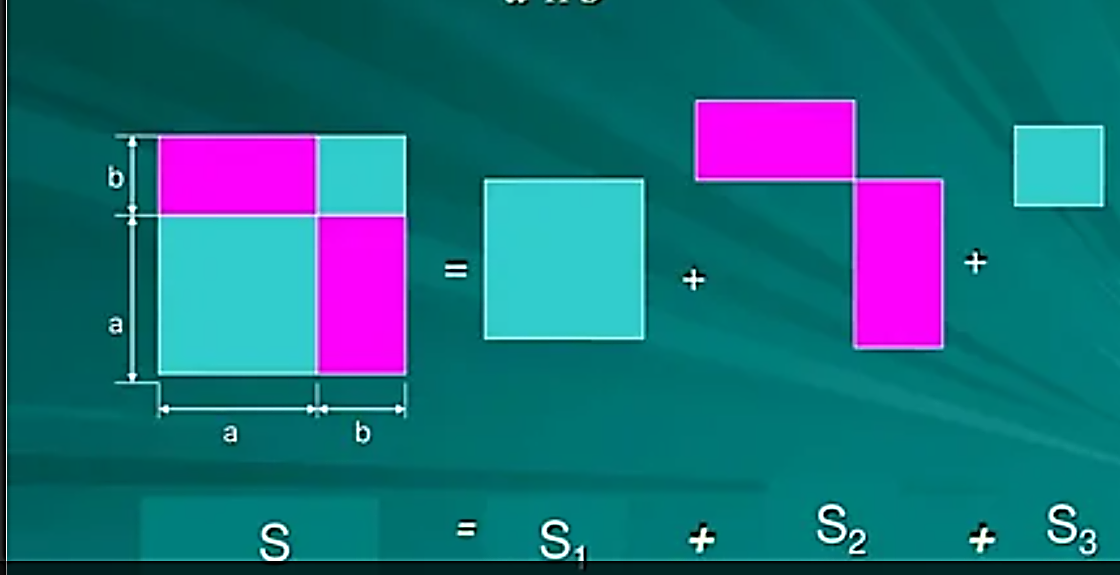 b
=
+
+
a
a b
S = S₁ + S₂ + S₃